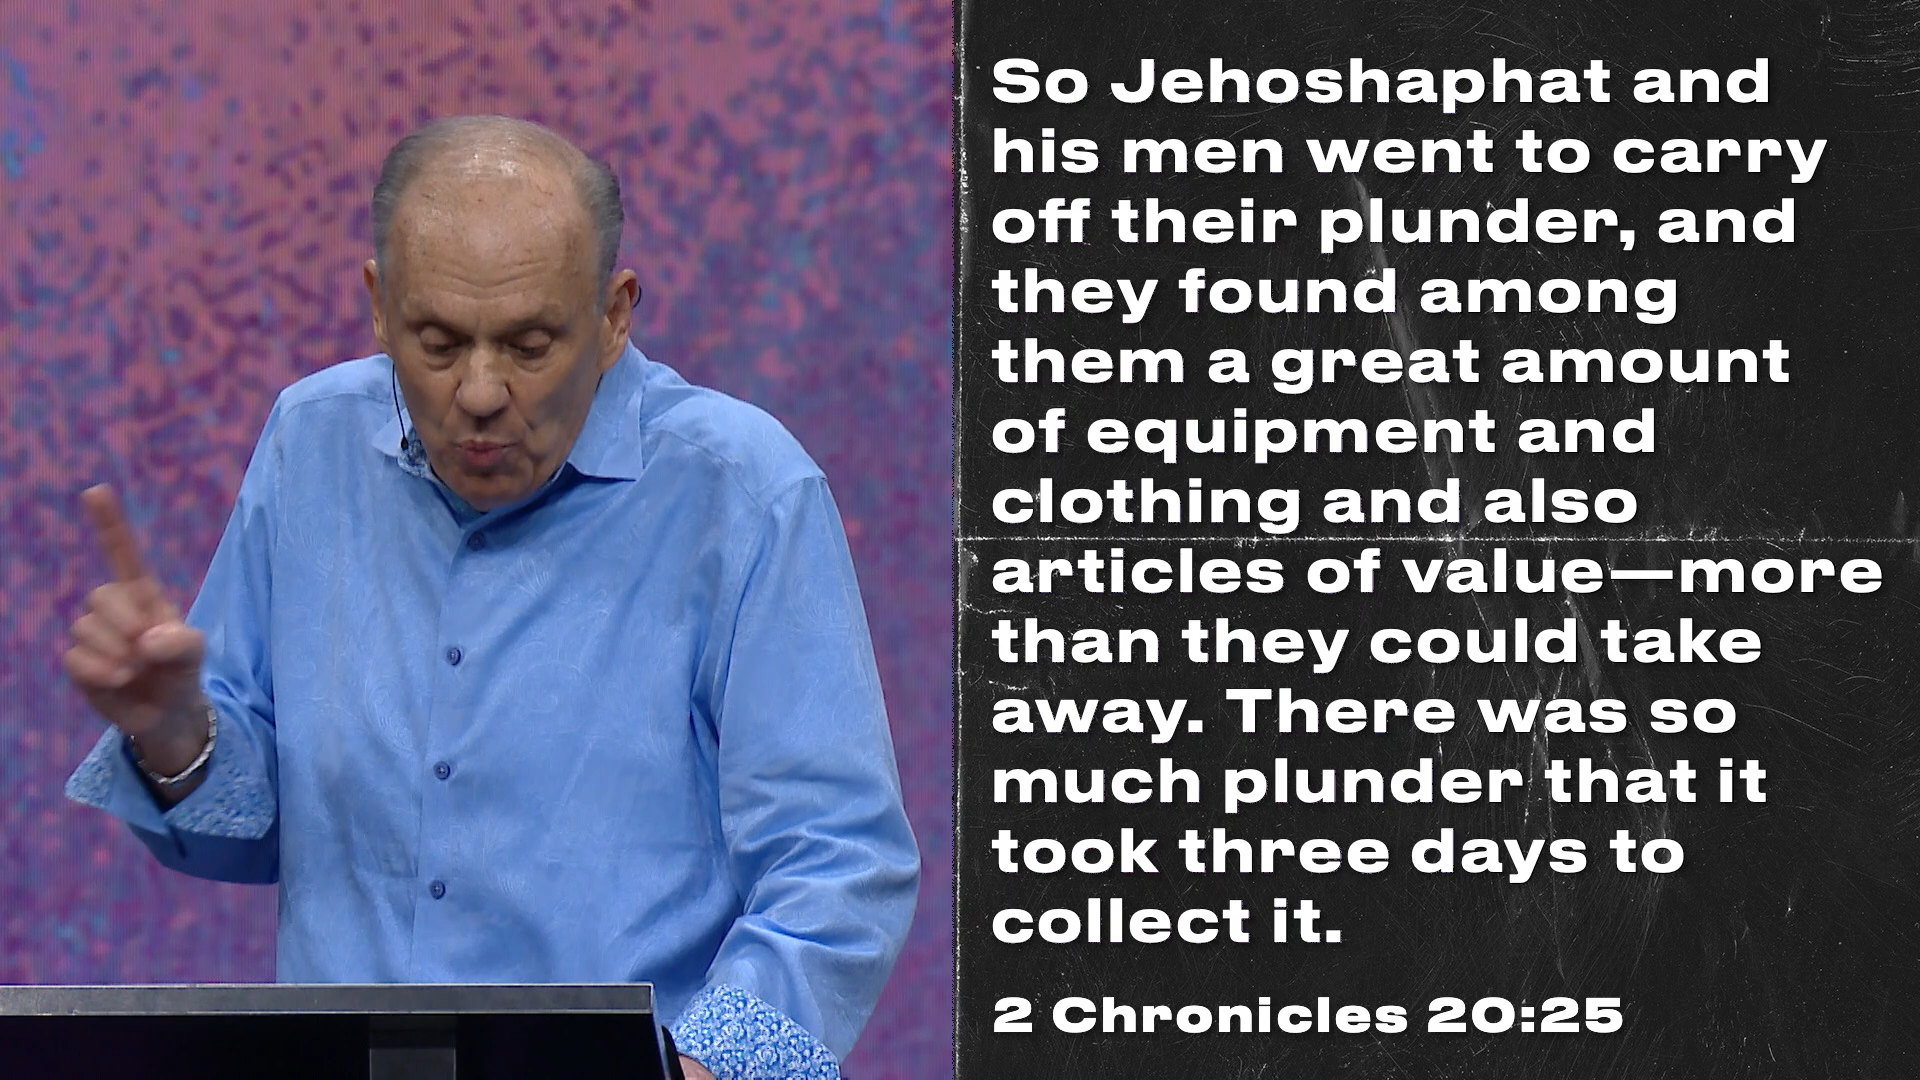 So Jehoshaphat and
his men went to carry
off their plunder, and
they found among
them a great amount
of equipment and
clothing and also
articles of value—more
than they could take
away. There was so
much plunder that it
took three days to
collect it.
2 Chronicles 20:25